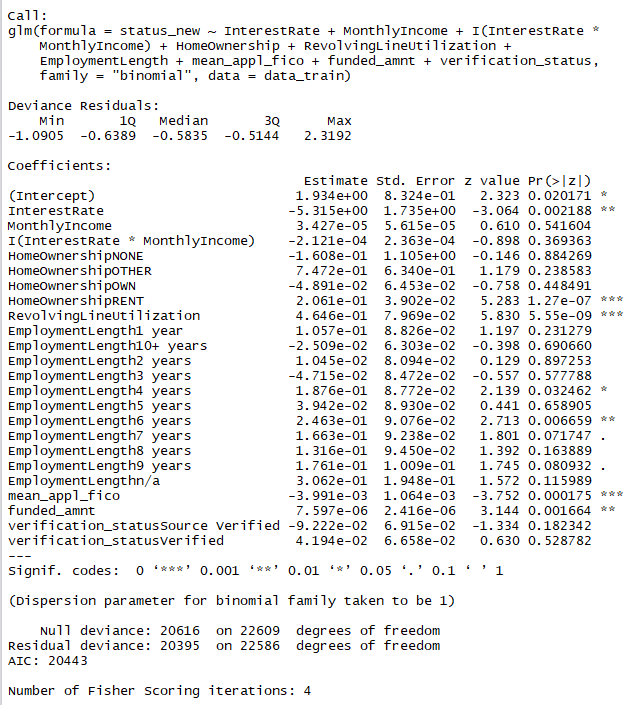 Call:
glm(formula = status_new ~ InterestRate + MonthlyIncome + I(InterestRate *
    MonthlyIncome) + HomeOwnership + RevolvingLineUtilization +
    EmploymentLength + mean_appl_fico + funded_amnt + verification_status,
    family = "binomial", data = data_train)

Deviance Residuals:
    Min      1Q  Median      3Q     Max
-1.0905 -0.6389 -0.5835 -0.5144  2.3192

Coefficients:
                                     Estimate Std. Error z value Pr(>|z|)
(Intercept)                         1.934e+00  8.324e-01   2.323 0.020171 *
InterestRate                       -5.315e+00  1.735e+00  -3.064 0.002188 **
MonthlyIncome                       3.427e-05  5.615e-05   0.610 0.541604
I(InterestRate * MonthlyIncome)    -2.121e-04  2.363e-04  -0.898 0.369363
HomeOwnershipNONE                  -1.608e-01  1.105e+00  -0.146 0.884269
HomeOwnershipOTHER                  7.472e-01  6.340e-01   1.179 0.238583
HomeOwnershipOWN                   -4.891e-02  6.453e-02  -0.758 0.448491
HomeOwnershipRENT                   2.061e-01  3.902e-02   5.283 1.27e-07 ***
RevolvingLineUtilization            4.646e-01  7.969e-02   5.830 5.55e-09 ***
EmploymentLength1 year              1.057e-01  8.826e-02   1.197 0.231279
EmploymentLength10+ years          -2.509e-02  6.303e-02  -0.398 0.690660
EmploymentLength2 years             1.045e-02  8.094e-02   0.129 0.897253
EmploymentLength3 years            -4.715e-02  8.472e-02  -0.557 0.577788
EmploymentLength4 years             1.876e-01  8.772e-02   2.139 0.032462 *
EmploymentLength5 years             3.942e-02  8.930e-02   0.441 0.658905
EmploymentLength6 years             2.463e-01  9.076e-02   2.713 0.006659 **
EmploymentLength7 years             1.663e-01  9.238e-02   1.801 0.071747 .
EmploymentLength8 years             1.316e-01  9.450e-02   1.392 0.163889
EmploymentLength9 years             1.761e-01  1.009e-01   1.745 0.080932 .
EmploymentLengthn/a                 3.062e-01  1.948e-01   1.572 0.115989
mean_appl_fico                     -3.991e-03  1.064e-03  -3.752 0.000175 ***
funded_amnt                         7.597e-06  2.416e-06   3.144 0.001664 **
verification_statusSource Verified -9.222e-02  6.915e-02  -1.334 0.182342
verification_statusVerified         4.194e-02  6.658e-02   0.630 0.528782
---
Signif. codes:  0 ‘***’ 0.001 ‘**’ 0.01 ‘*’ 0.05 ‘.’ 0.1 ‘ ’ 1

(Dispersion parameter for binomial family taken to be 1)

    Null deviance: 20616  on 22609  degrees of freedom
Residual deviance: 20395  on 22586  degrees of freedom
AIC: 20443

Number of Fisher Scoring iterations: 4